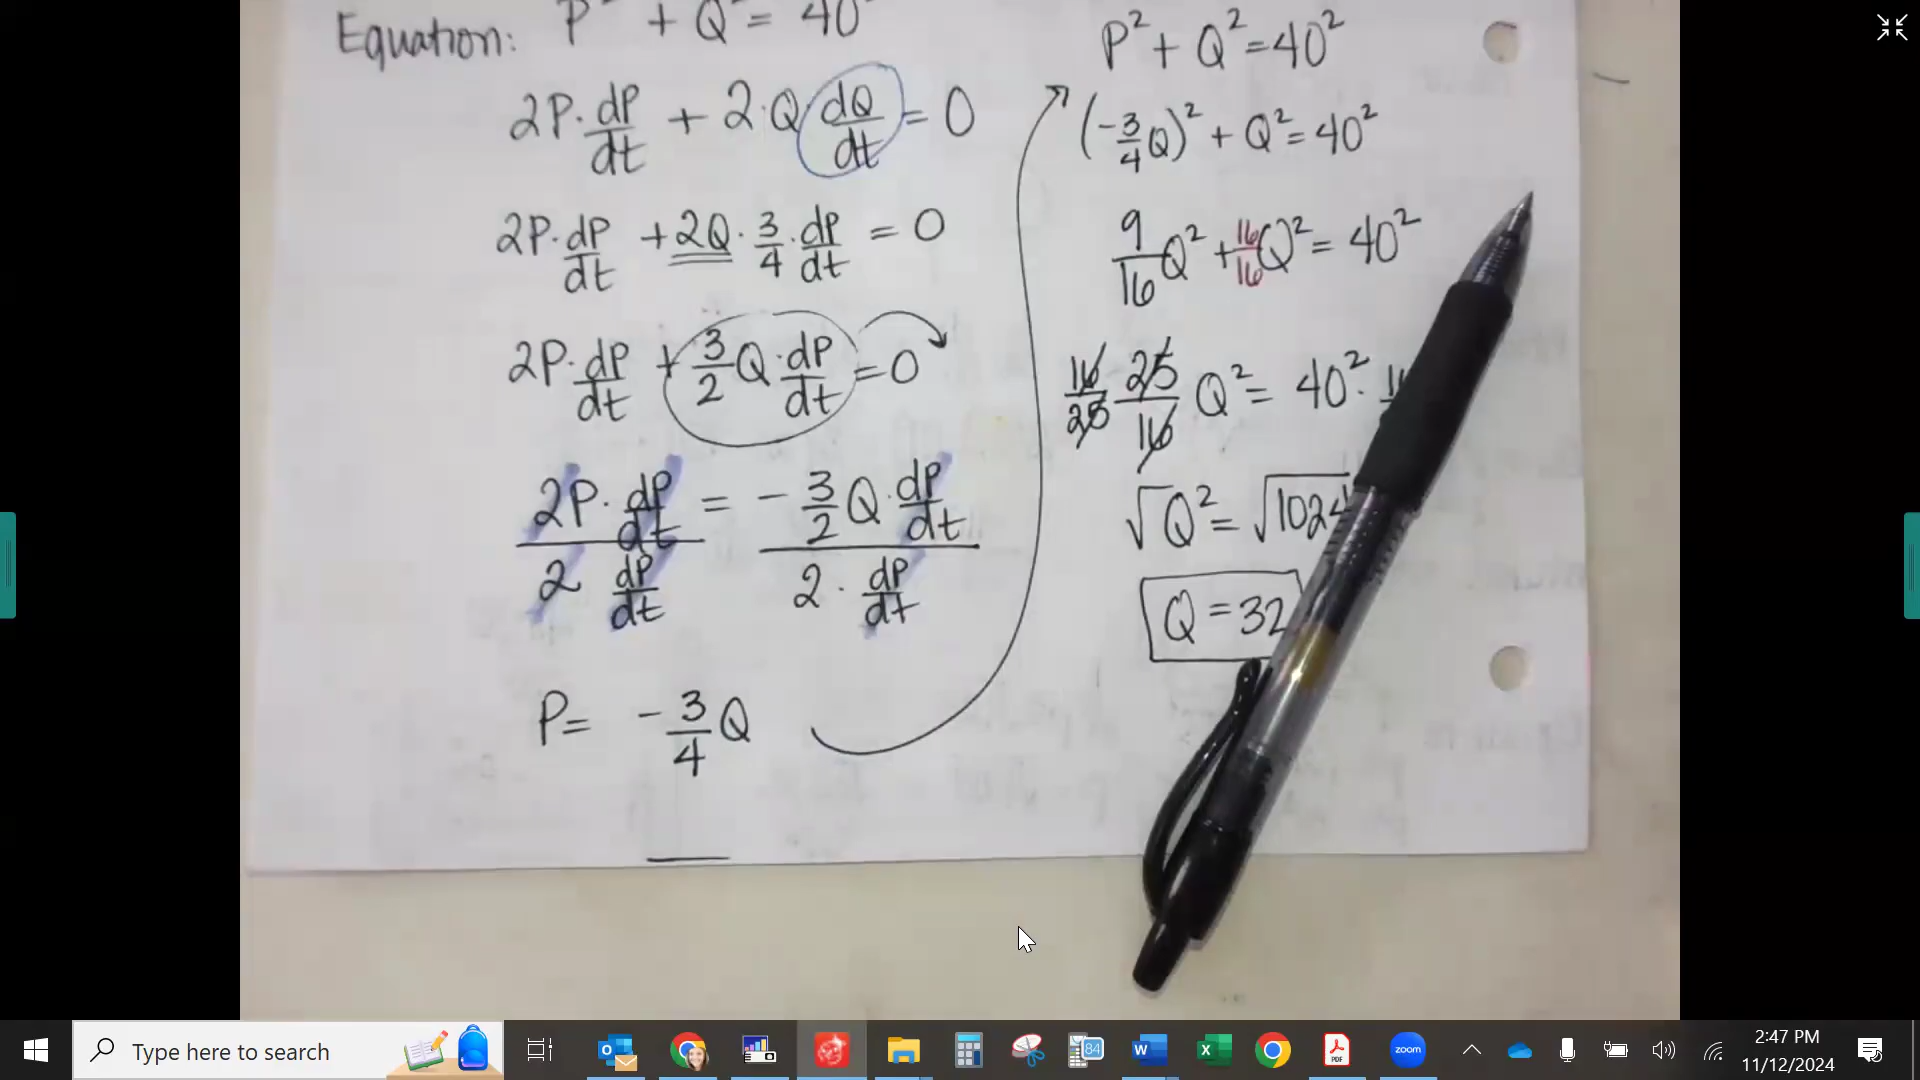 Equation: P² + Q² = 40²
2P · dP/dt + 2 · Q dQ/dt = 0
2P · dP/dt + 2Q · 3/4 · dP/dt = 0
2P · dP/dt + 3/2 Q · dP/dt = 0
2P · dP/dt = - 3/2 Q · dP/dt
2 dP/dt 2 · dP/dt
P = - 3/4 Q
P² + Q² = 40²
(-3/4 Q)² + Q² = 40²
9/16 Q² + 16/16 Q² = 40²
16/25 25/16 Q² = 40² ·
√Q² = √1024
Q = 32
Type here to search
84
2:47 PM
11/12/2024
zoom
PDF